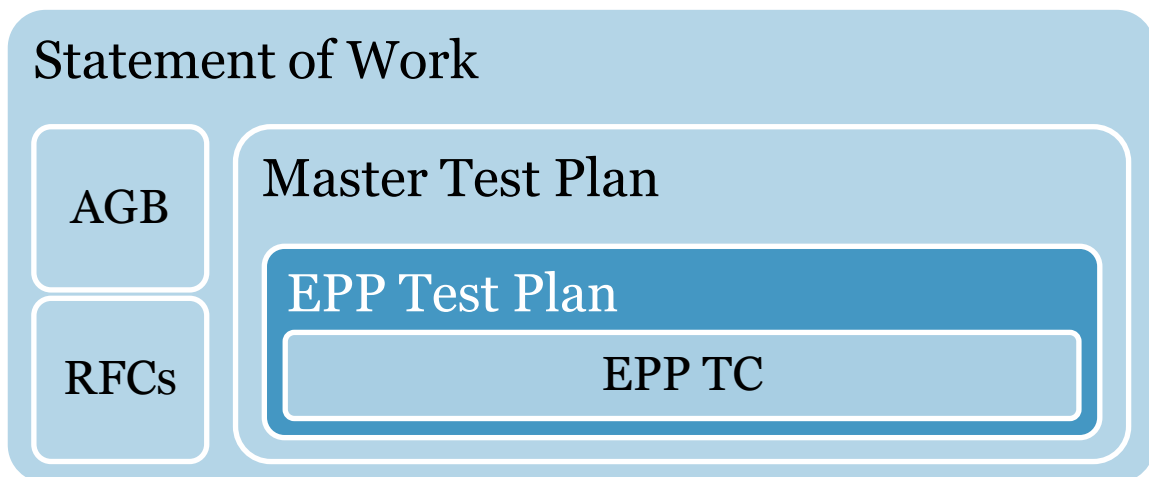 Statement of Work
AGB
RFCs
Master Test Plan
EPP Test Plan
EPP TC